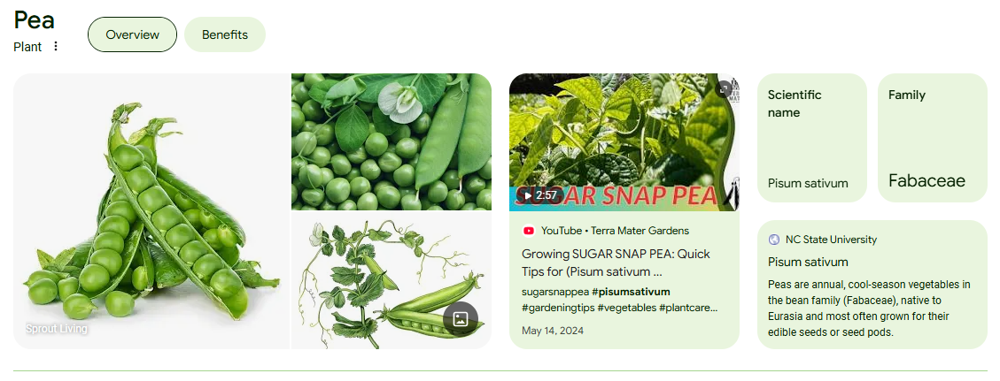 Pea
Plant
Overview
Benefits
Sprout Living
2:57
SUGAR SNAP PEA
YouTube • Terra Mater Gardens
Growing SUGAR SNAP PEA: Quick
Tips for (Pisum sativum ...
sugarsnappea #pisumsativum
#gardeningtips #vegetables #plantcare...
May 14, 2024
Scientific
name
Pisum sativum
Family
Fabaceae
NC State University
Pisum sativum
Peas are annual, cool-season vegetables in
the bean family (Fabaceae), native to
Eurasia and most often grown for their
edible seeds or seed pods.